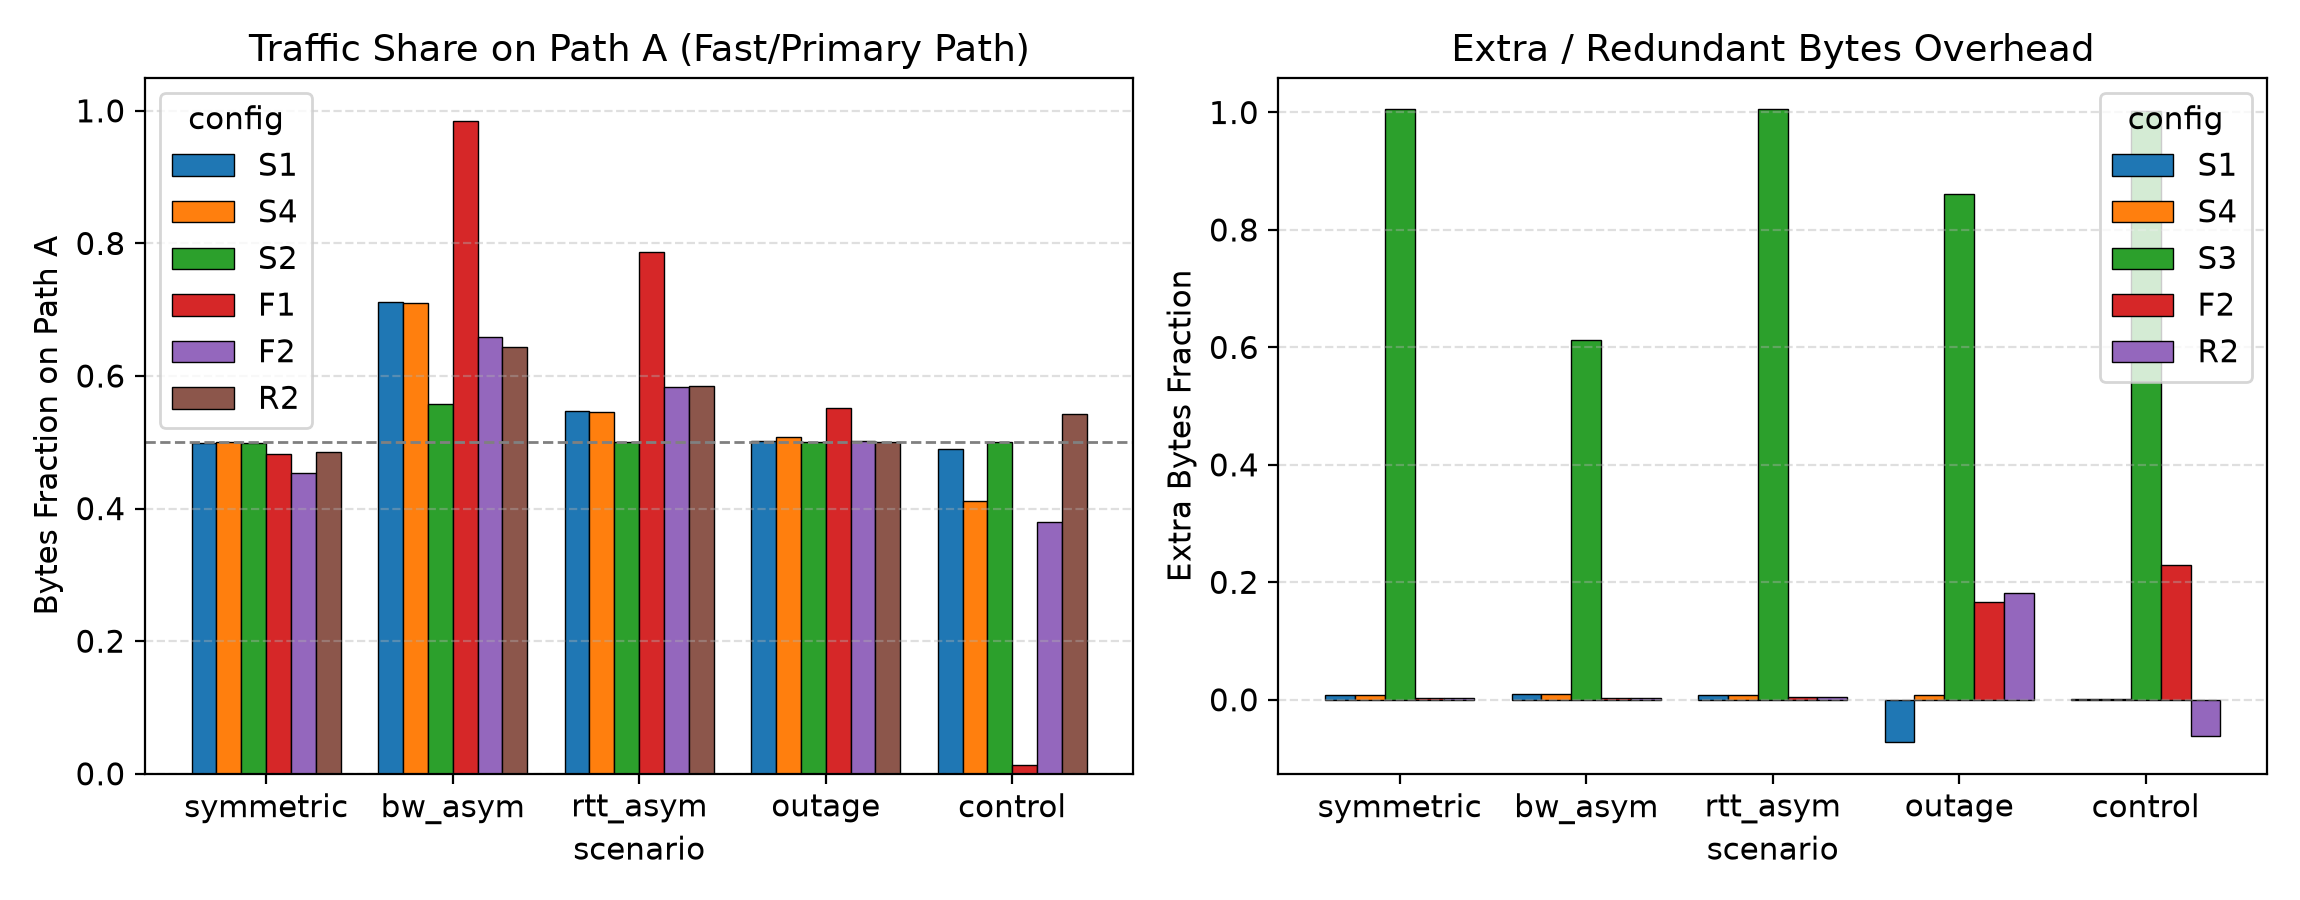 Traffic Share on Path A (Fast/Primary Path)
Bytes Fraction on Path A
1.0
0.8
0.6
0.4
0.2
0.0
config
S1
S4
S2
F1
F2
R2
symmetric
bw_asym
rtt_asym
outage
control
scenario
Extra / Redundant Bytes Overhead
Extra Bytes Fraction
1.0
0.8
0.6
0.4
0.2
0.0
config
S1
S4
S3
F2
R2
symmetric
bw_asym
rtt_asym
outage
control
scenario